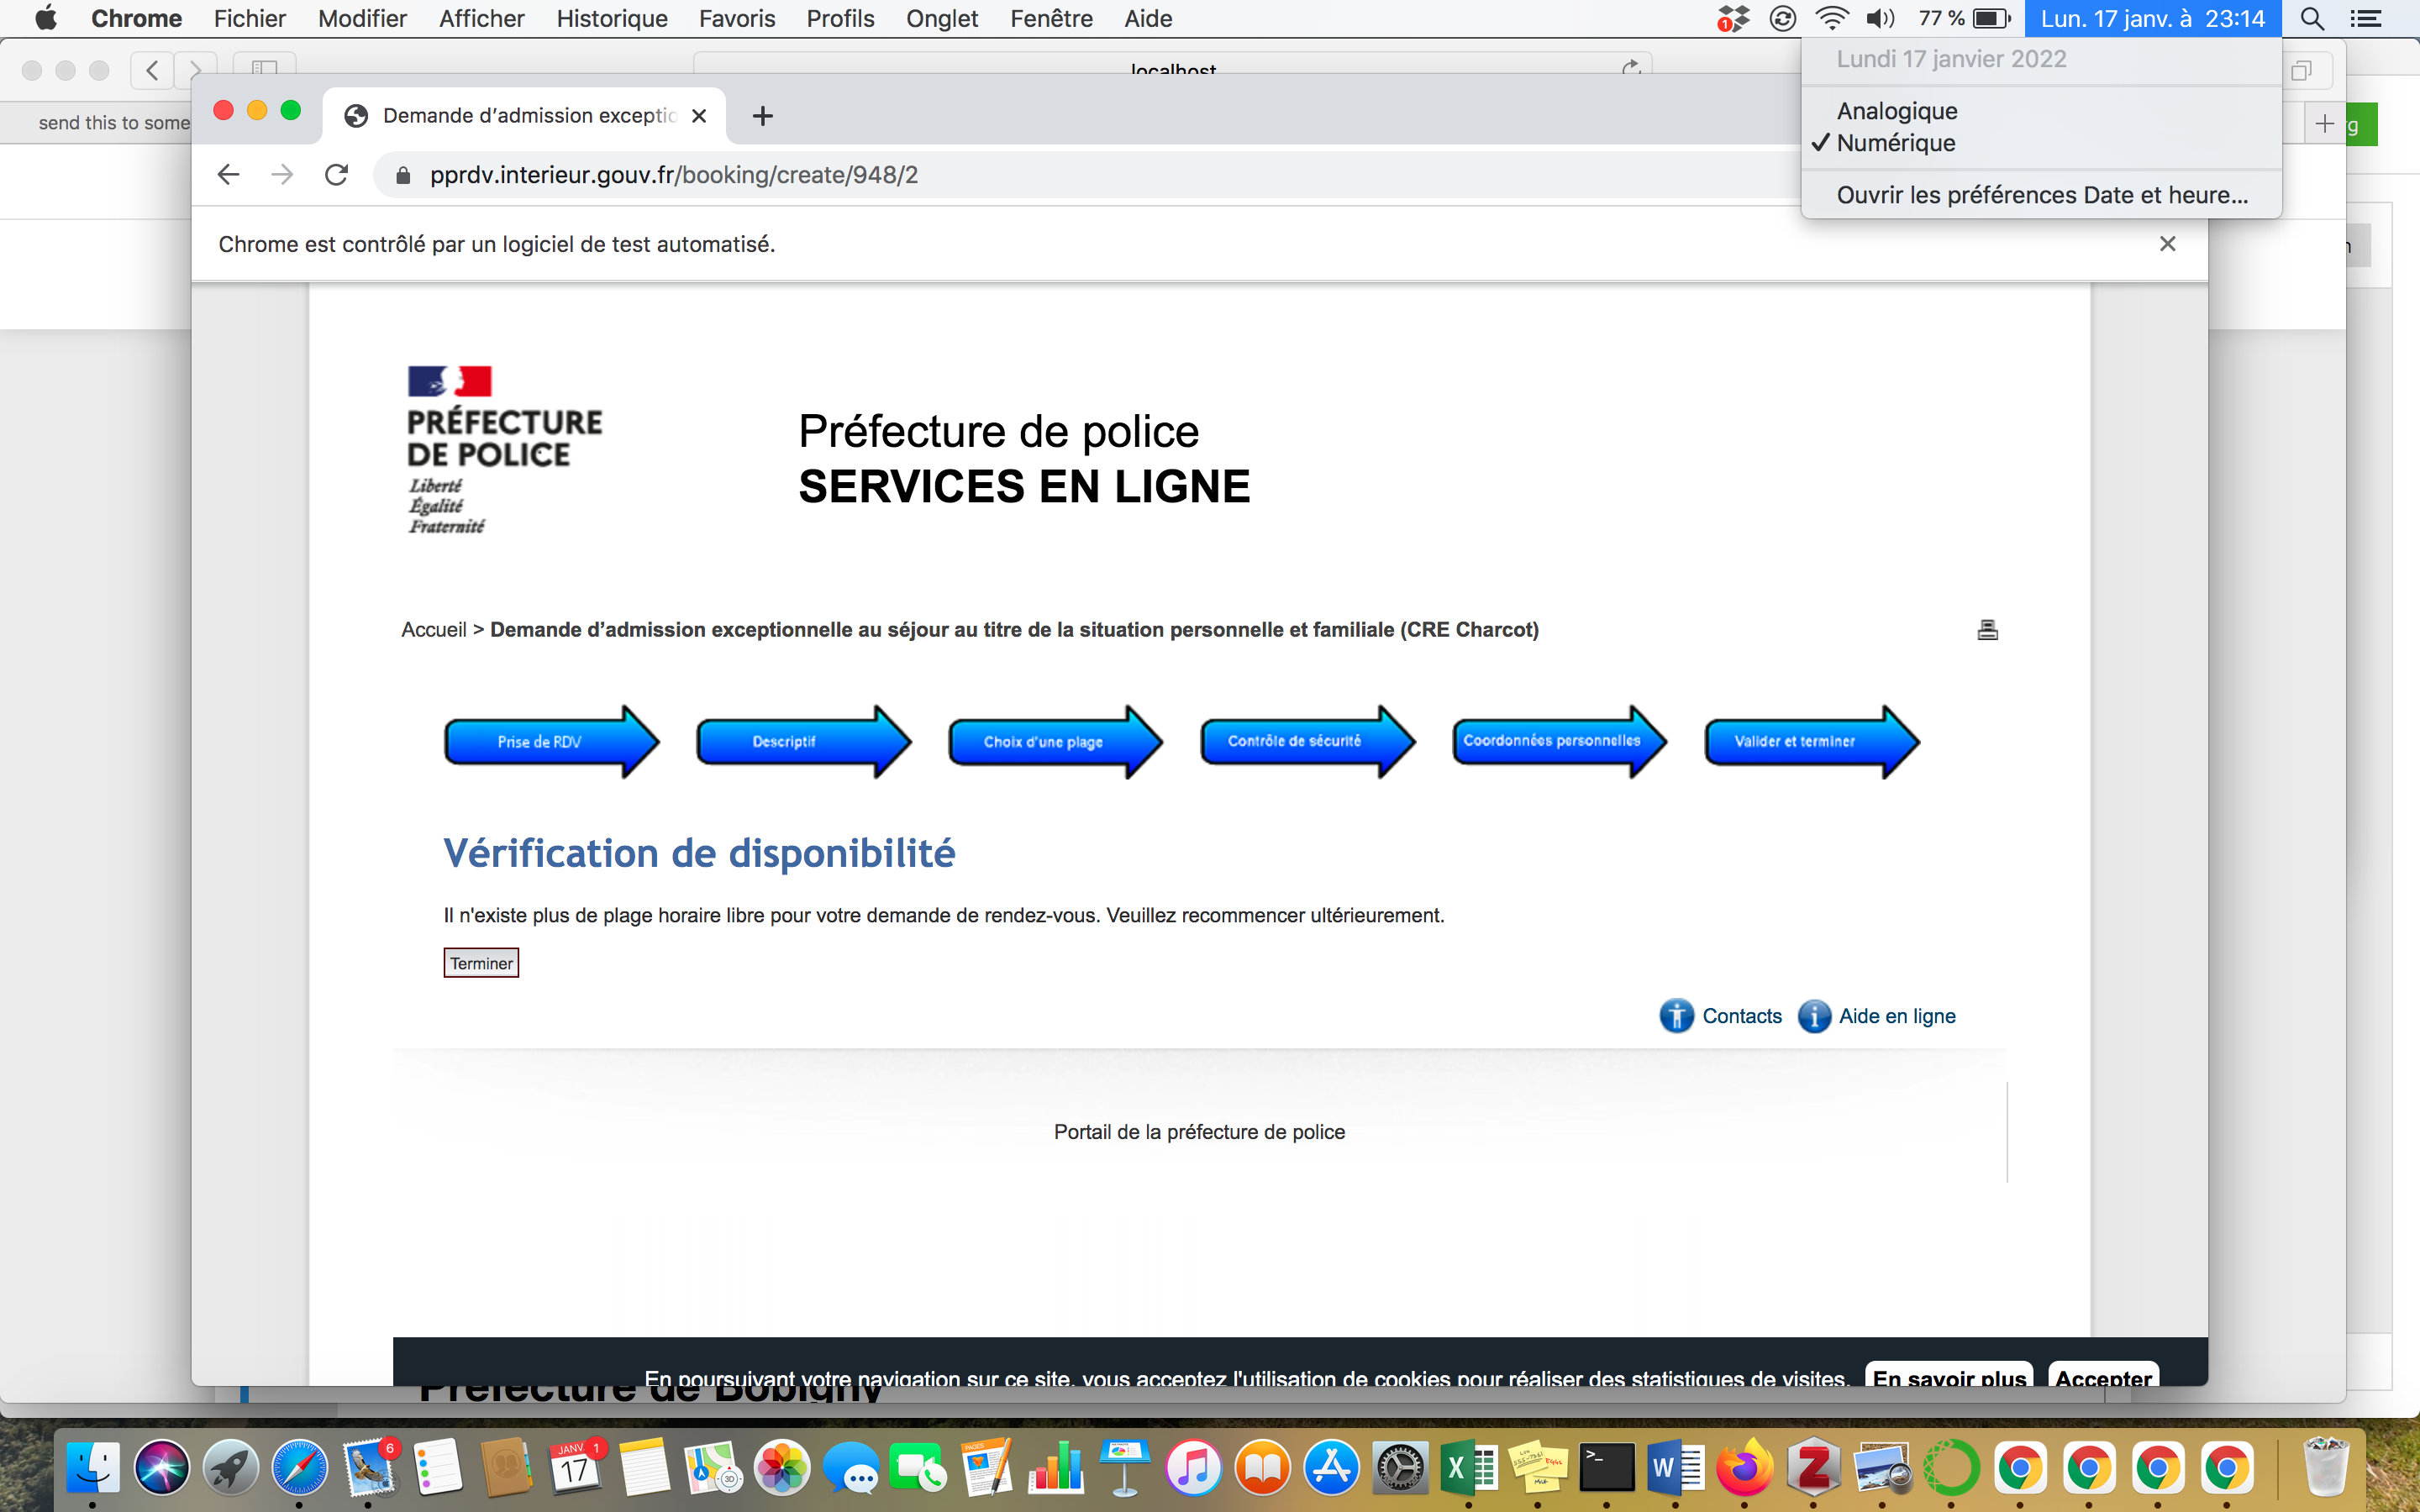 Chrome Fichier Modifier Afficher Historique Favoris Profils Onglet Fenêtre Aide 1 77 % Lun. 17 janv. à 23:14
Lundi 17 janvier 2022
Analogique
✓ Numérique
Ouvrir les préférences Date et heure...
localhost
send this to some
Demande d’admission exceptio
pprdv.interieur.gouv.fr/booking/create/948/2
Chrome est contrôlé par un logiciel de test automatisé.
PRÉFECTURE
DE POLICE
Liberté
Égalité
Fraternité
Préfecture de police
SERVICES EN LIGNE
Accueil > Demande d’admission exceptionnelle au séjour au titre de la situation personnelle et familiale (CRE Charcot)
Prise de RDV Descriptif Choix d'une plage Contrôle de sécurité Coordonnées personnelles Valider et terminer
Vérification de disponibilité
Il n'existe plus de plage horaire libre pour votre demande de rendez-vous. Veuillez recommencer ultérieurement.
Terminer
Contacts Aide en ligne
Portail de la préfecture de police
En poursuivant votre navigation sur ce site, vous acceptez l'utilisation de cookies pour réaliser des statistiques de visites. En savoir plus Accepter
Préfecture de Bobigny
6 JANV. 1
17
PAGES
3D